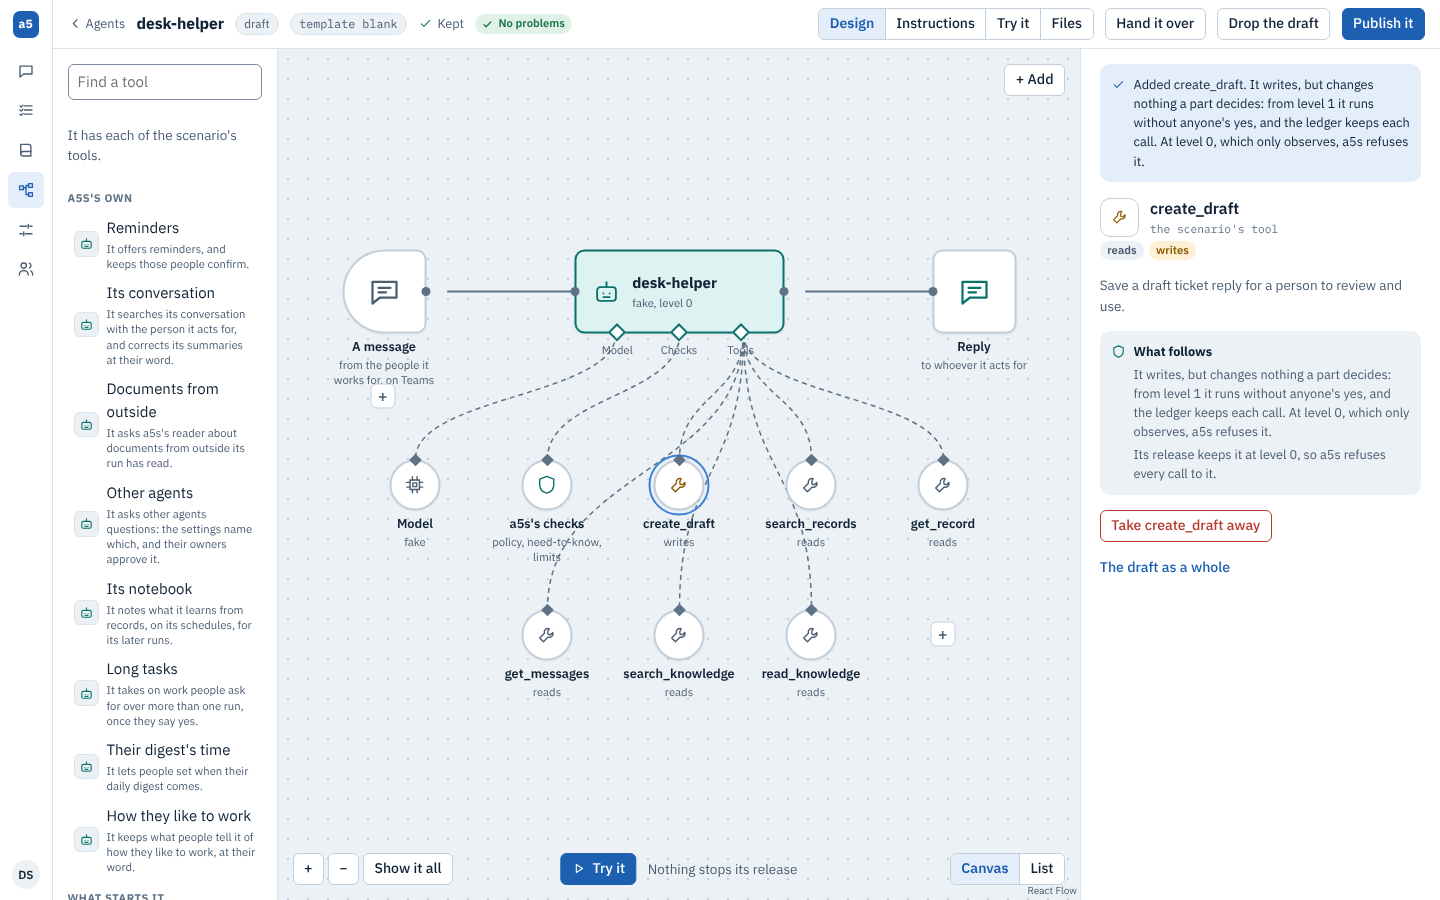 a5
Agents
desk-helper
draft
template blank
Kept
No problems
Design
Instructions
Try it
Files
Hand it over
Drop the draft
Publish it
Find a tool
It has each of the scenario's
tools.
A5S'S OWN
Reminders
It offers reminders, and
keeps those people confirm.
Its conversation
It searches its conversation
with the person it acts for,
and corrects its summaries
at their word.
Documents from
outside
It asks a5s's reader about
documents from outside its
run has read.
Other agents
It asks other agents
questions: the settings name
which, and their owners
approve it.
Its notebook
It notes what it learns from
records, on its schedules, for
its later runs.
Long tasks
It takes on work people ask
for over more than one run,
once they say yes.
Their digest's time
It lets people set when their
daily digest comes.
How they like to work
It keeps what people tell it of
how they like to work, at their
word.
WHAT STARTS IT
DS
+ Add
A message
from the people it
works for, on Teams
+
desk-helper
fake, level 0
Model
Checks
Tools
Reply
to whoever it acts for
Model
fake
a5s's checks
policy, need-to-know,
limits
create_draft
writes
search_records
reads
get_record
reads
get_messages
reads
search_knowledge
reads
read_knowledge
reads
+
+
−
Show it all
Try it
Nothing stops its release
Canvas
List
React Flow
Added create_draft. It writes, but changes
nothing a part decides: from level 1 it runs
without anyone's yes, and the ledger keeps each
call. At level 0, which only observes, a5s refuses
it.
create_draft
the scenario's tool
reads
writes
Save a draft ticket reply for a person to review and
use.
What follows
It writes, but changes nothing a part decides:
from level 1 it runs without anyone's yes, and
the ledger keeps each call. At level 0, which only
observes, a5s refuses it.
Its release keeps it at level 0, so a5s refuses
every call to it.
Take create_draft away
The draft as a whole